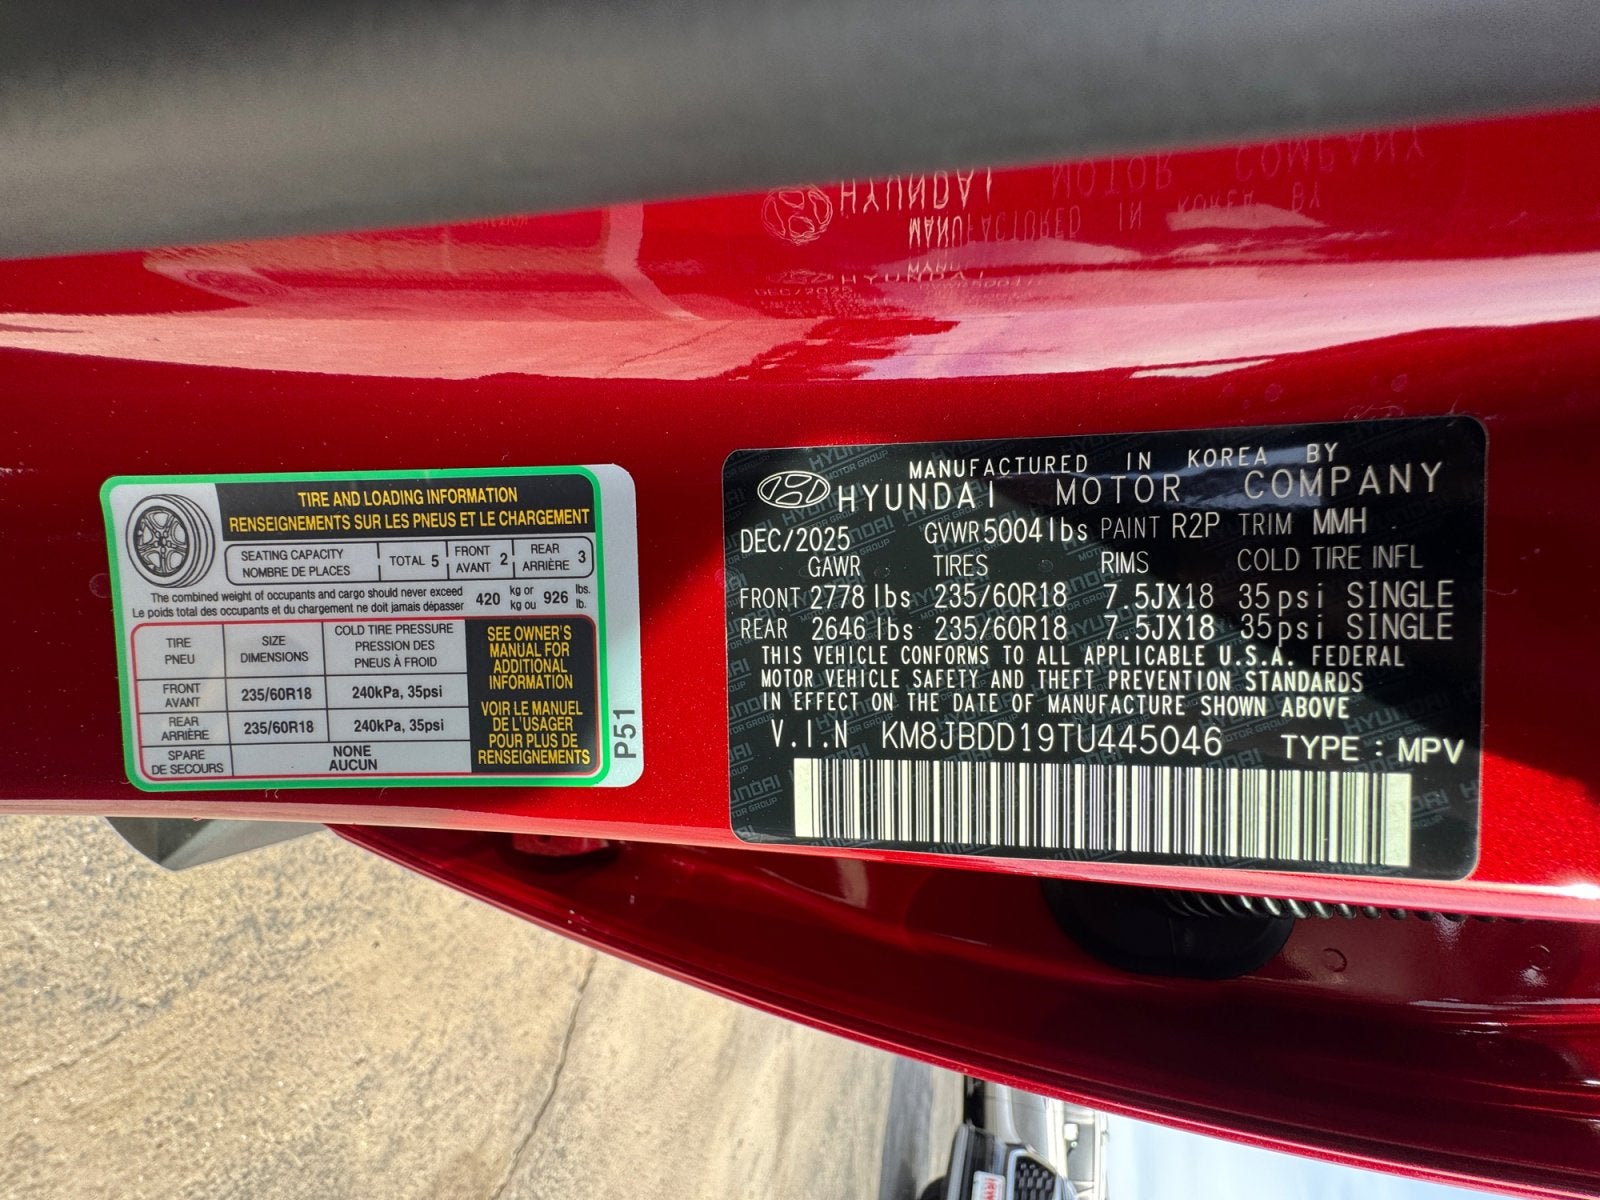 TIRE AND LOADING INFORMATION
RENSEIGNEMENTS SUR LES PNEUS ET LE CHARGEMENT
SEATING CAPACITY
NOMBRE DE PLACES
TOTAL 5
FRONT
AVANT 2
REAR
ARRIÈRE 3
The combined weight of occupants and cargo should never exceed
Le poids total des occupants et du chargement ne doit jamais dépasser
420 kg or
kg ou 926 lbs.
lb.
TIRE
PNEU
SIZE
DIMENSIONS
COLD TIRE PRESSURE
PRESSION DES
PNEUS À FROID
FRONT
AVANT
235/60R18
240kPa, 35psi
REAR
ARRIÈRE
235/60R18
240kPa, 35psi
SPARE
DE SECOURS
NONE
AUCUN
SEE OWNER'S
MANUAL FOR
ADDITIONAL
INFORMATION
VOIR LE MANUEL
DE L'USAGER
POUR PLUS DE
RENSEIGNEMENTS
P51
MANUFACTURED IN KOREA BY
HYUNDAI MOTOR COMPANY
DEC/2025 GVWR 5004 lbs PAINT R2P TRIM MMH
GAWR TIRES RIMS COLD TIRE INFL
FRONT 2778 lbs 235/60R18 7.5JX18 35psi SINGLE
REAR 2646 lbs 235/60R18 7.5JX18 35psi SINGLE
THIS VEHICLE CONFORMS TO ALL APPLICABLE U.S.A. FEDERAL
MOTOR VEHICLE SAFETY AND THEFT PREVENTION STANDARDS
IN EFFECT ON THE DATE OF MANUFACTURE SHOWN ABOVE
V.I.N KM8JBDD19TU445046 TYPE : MPV